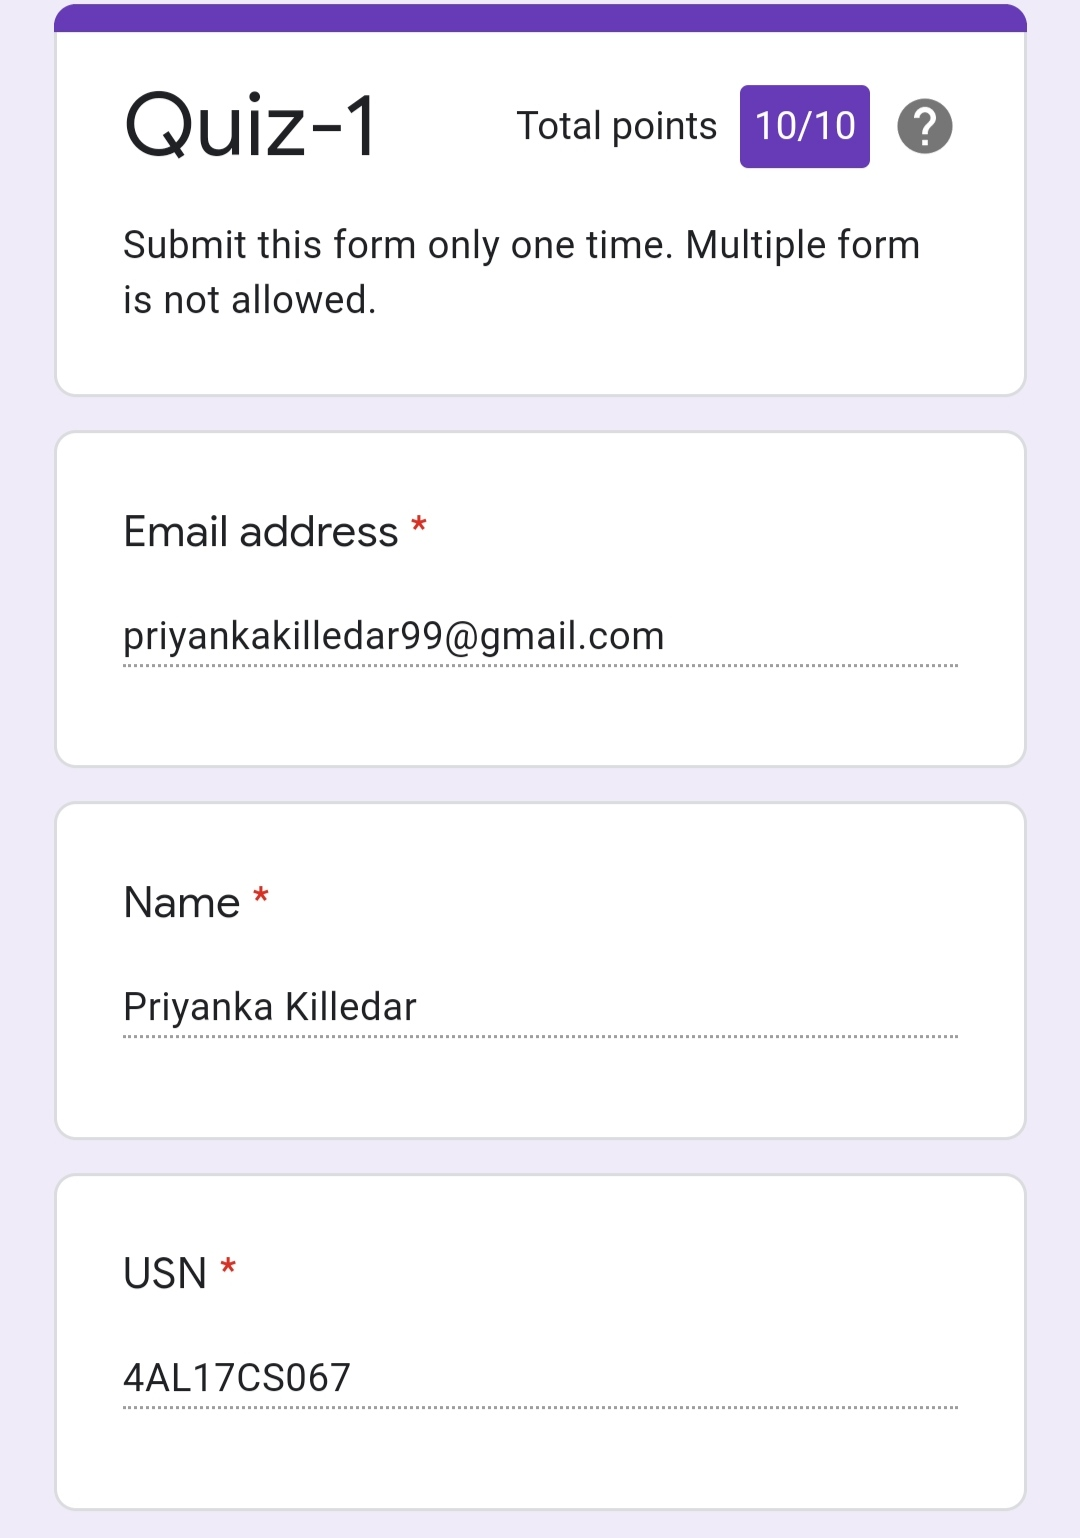 Quiz-1
Total points 10/10 ?
Submit this form only one time. Multiple form
is not allowed.
Email address *
priyankakilledar99@gmail.com
Name *
Priyanka Killedar
USN *
4AL17CS067